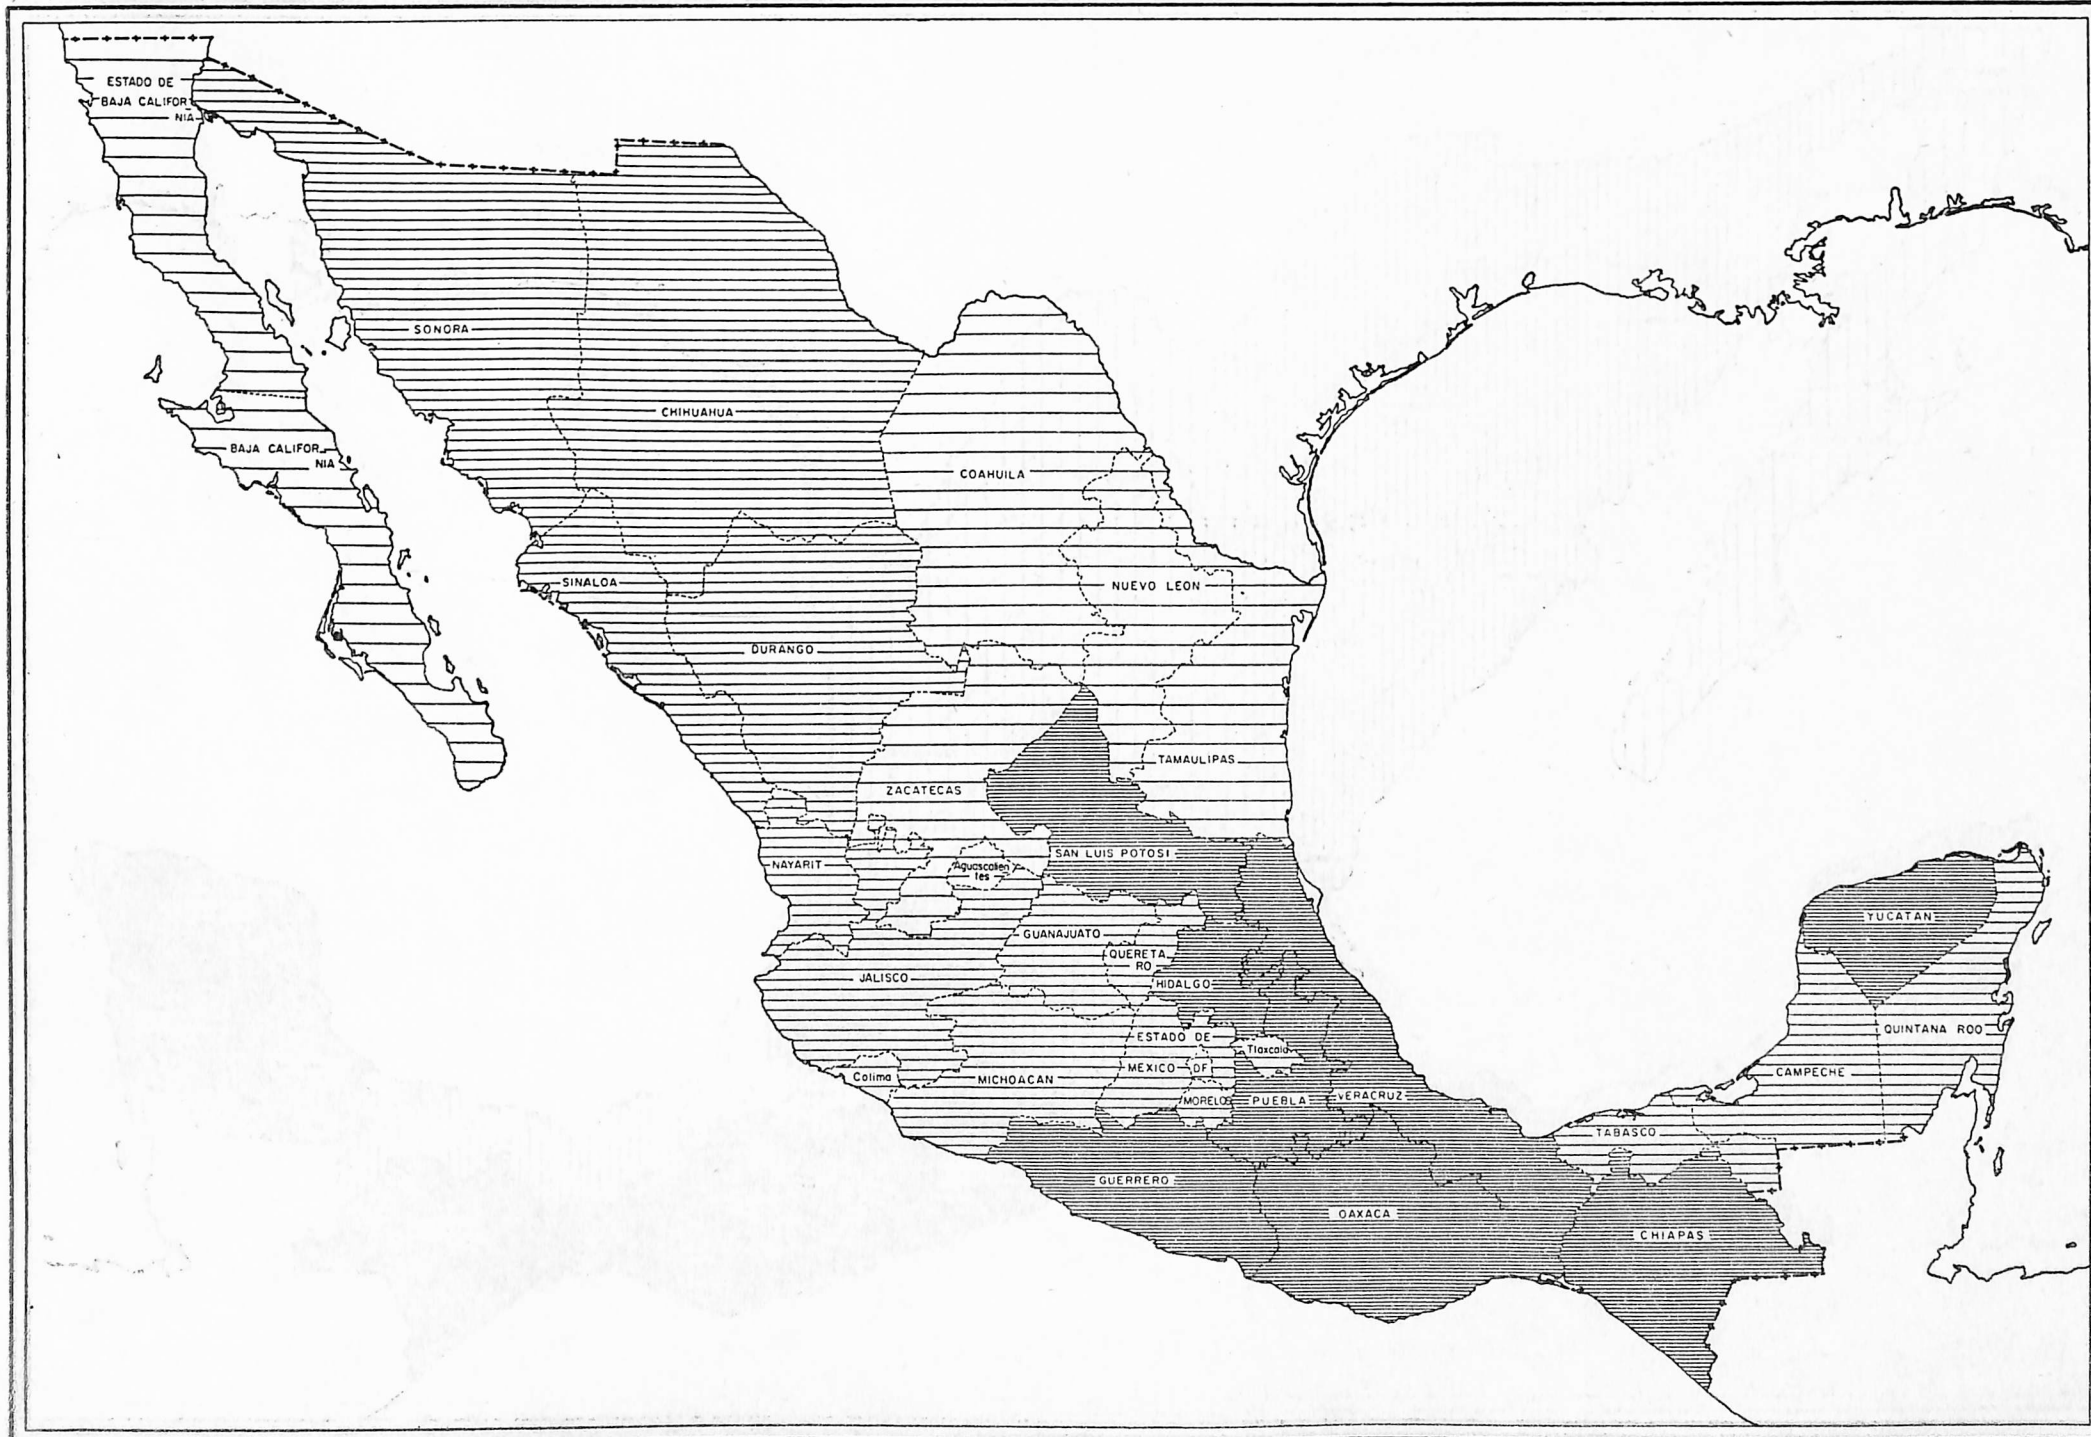 ESTADO DE
BAJA CALIFOR
NIA
SONORA
CHIHUAHUA
BAJA CALIFOR
NIA
COAHUILA
SINALOA
NUEVO LEON
DURANGO
TAMAULIPAS
ZACATECAS
SAN LUIS POTOSI
NAYARIT
Aguascalien
tes
YUCATAN
GUANAJUATO
QUERETA
RO
JALISCO
HIDALGO
QUINTANA ROO
ESTADO DE
MEXICO
DF
Tlaxcala
Colima
MICHOACAN
MORELOS
PUEBLA
VERACRUZ
CAMPECHE
TABASCO
GUERRERO
OAXACA
CHIAPAS